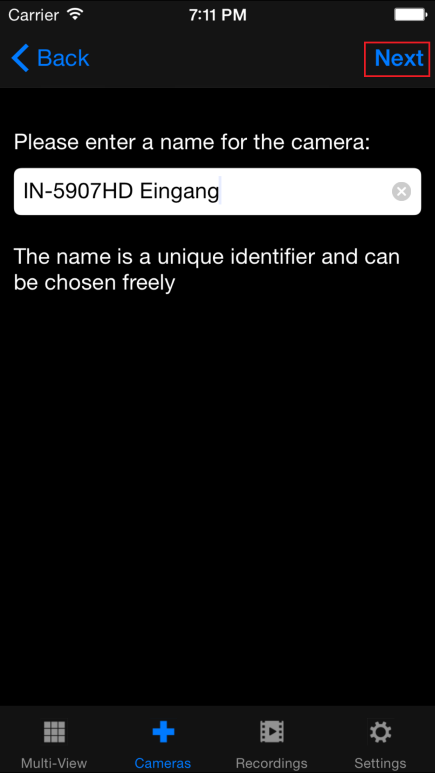 Carrier 7:11 PM
Back Next
Please enter a name for the camera:
IN-5907HD Eingang
The name is a unique identifier and can
be chosen freely
Multi-View Cameras Recordings Settings